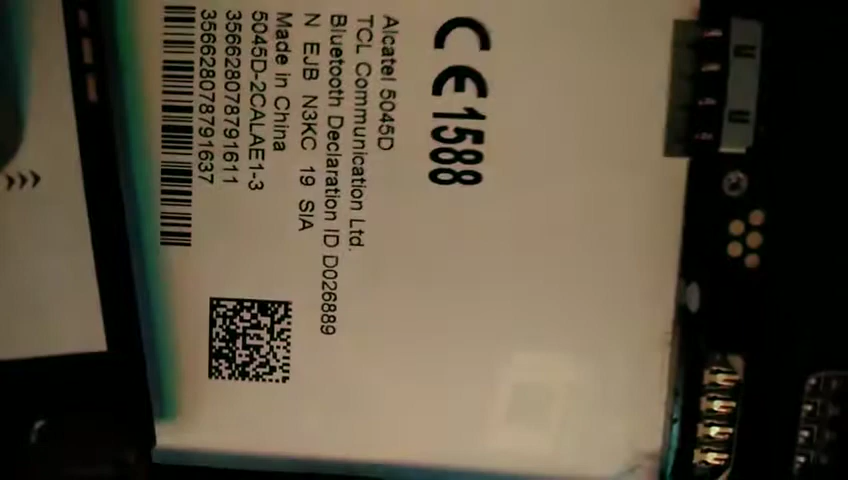 CE1588
Alcatel 5045D
TCL Communication Ltd.
Bluetooth Declaration ID D026889
N EJB N3KC 19 SIA
Made in China
5045D-2CALAE1-3
356628078791611
356628078791637